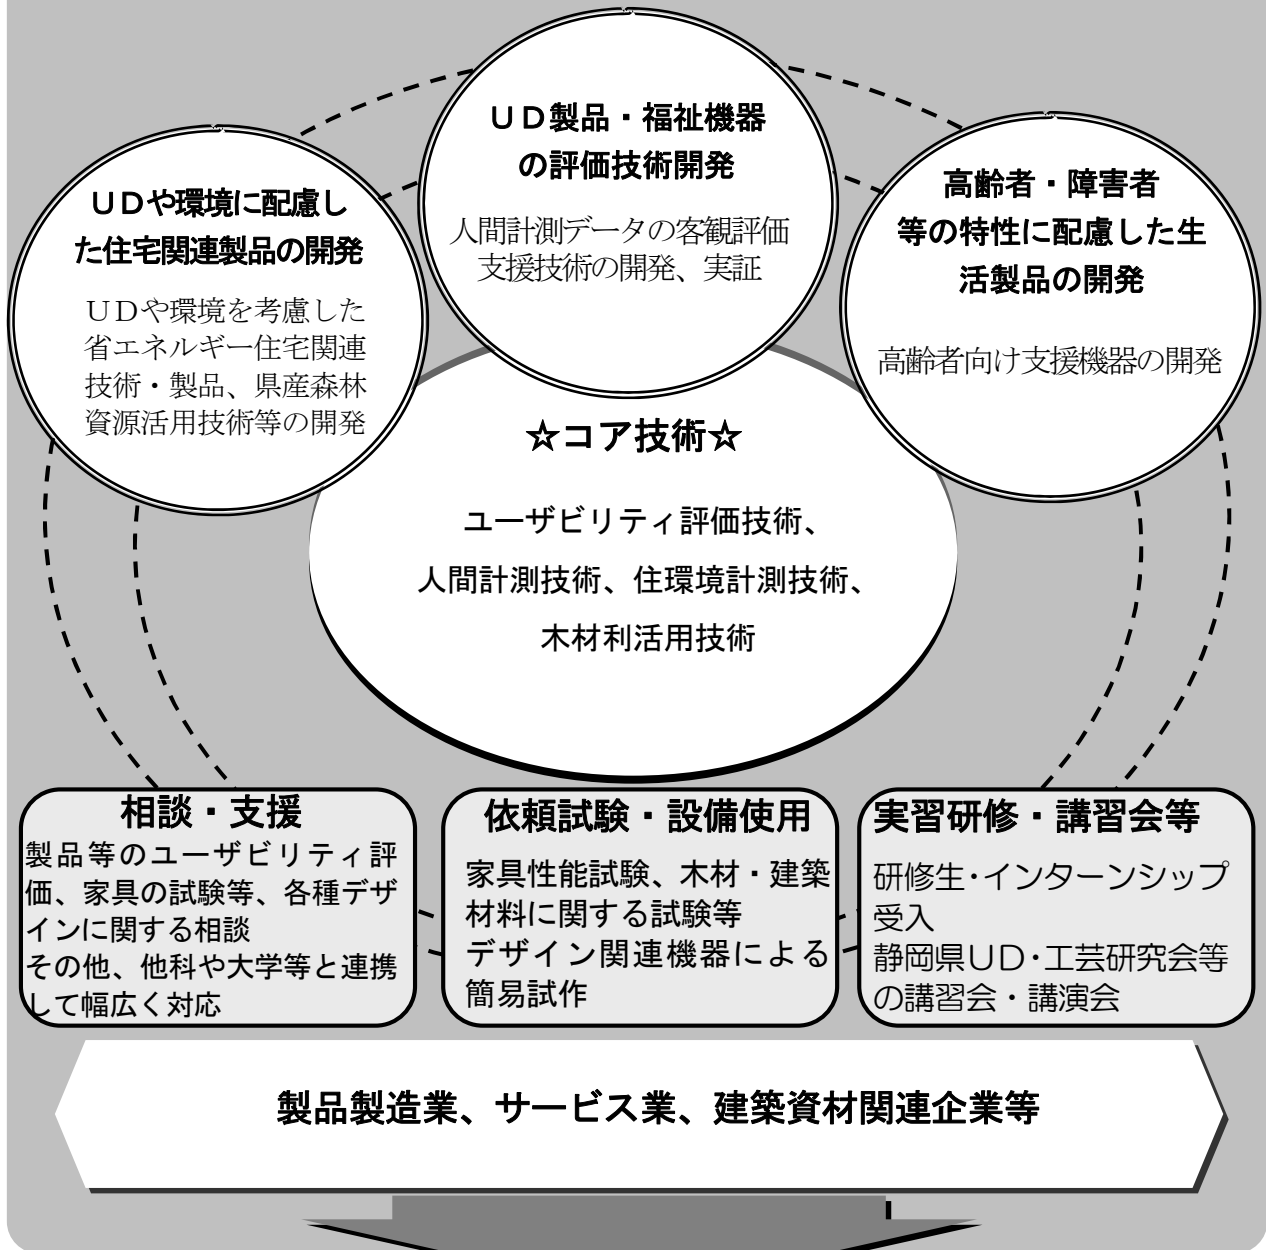 ＵＤ製品・福祉機器
の評価技術開発
人間計測データの客観評価
支援技術の開発、実証
ＵＤや環境に配慮し
た住宅関連製品の開発
ＵＤや環境を考慮した
省エネルギー住宅関連
技術・製品、県産森林
資源活用技術等の開発
高齢者・障害者
等の特性に配慮した生
活製品の開発
高齢者向け支援機器の開発
☆コア技術☆
ユーザビリティ評価技術、
人間計測技術、住環境計測技術、
木材利活用技術
相談・支援
製品等のユーザビリティ評
価、家具の試験等、各種デザ
インに関する相談
その他、他科や大学等と連携
して幅広く対応
依頼試験・設備使用
家具性能試験、木材・建築
材料に関する試験等
デザイン関連機器による
簡易試作
実習研修・講習会等
研修生・インターンシップ
受入
静岡県ＵＤ・工芸研究会等
の講習会・講演会
製品製造業、サービス業、建築資材関連企業等